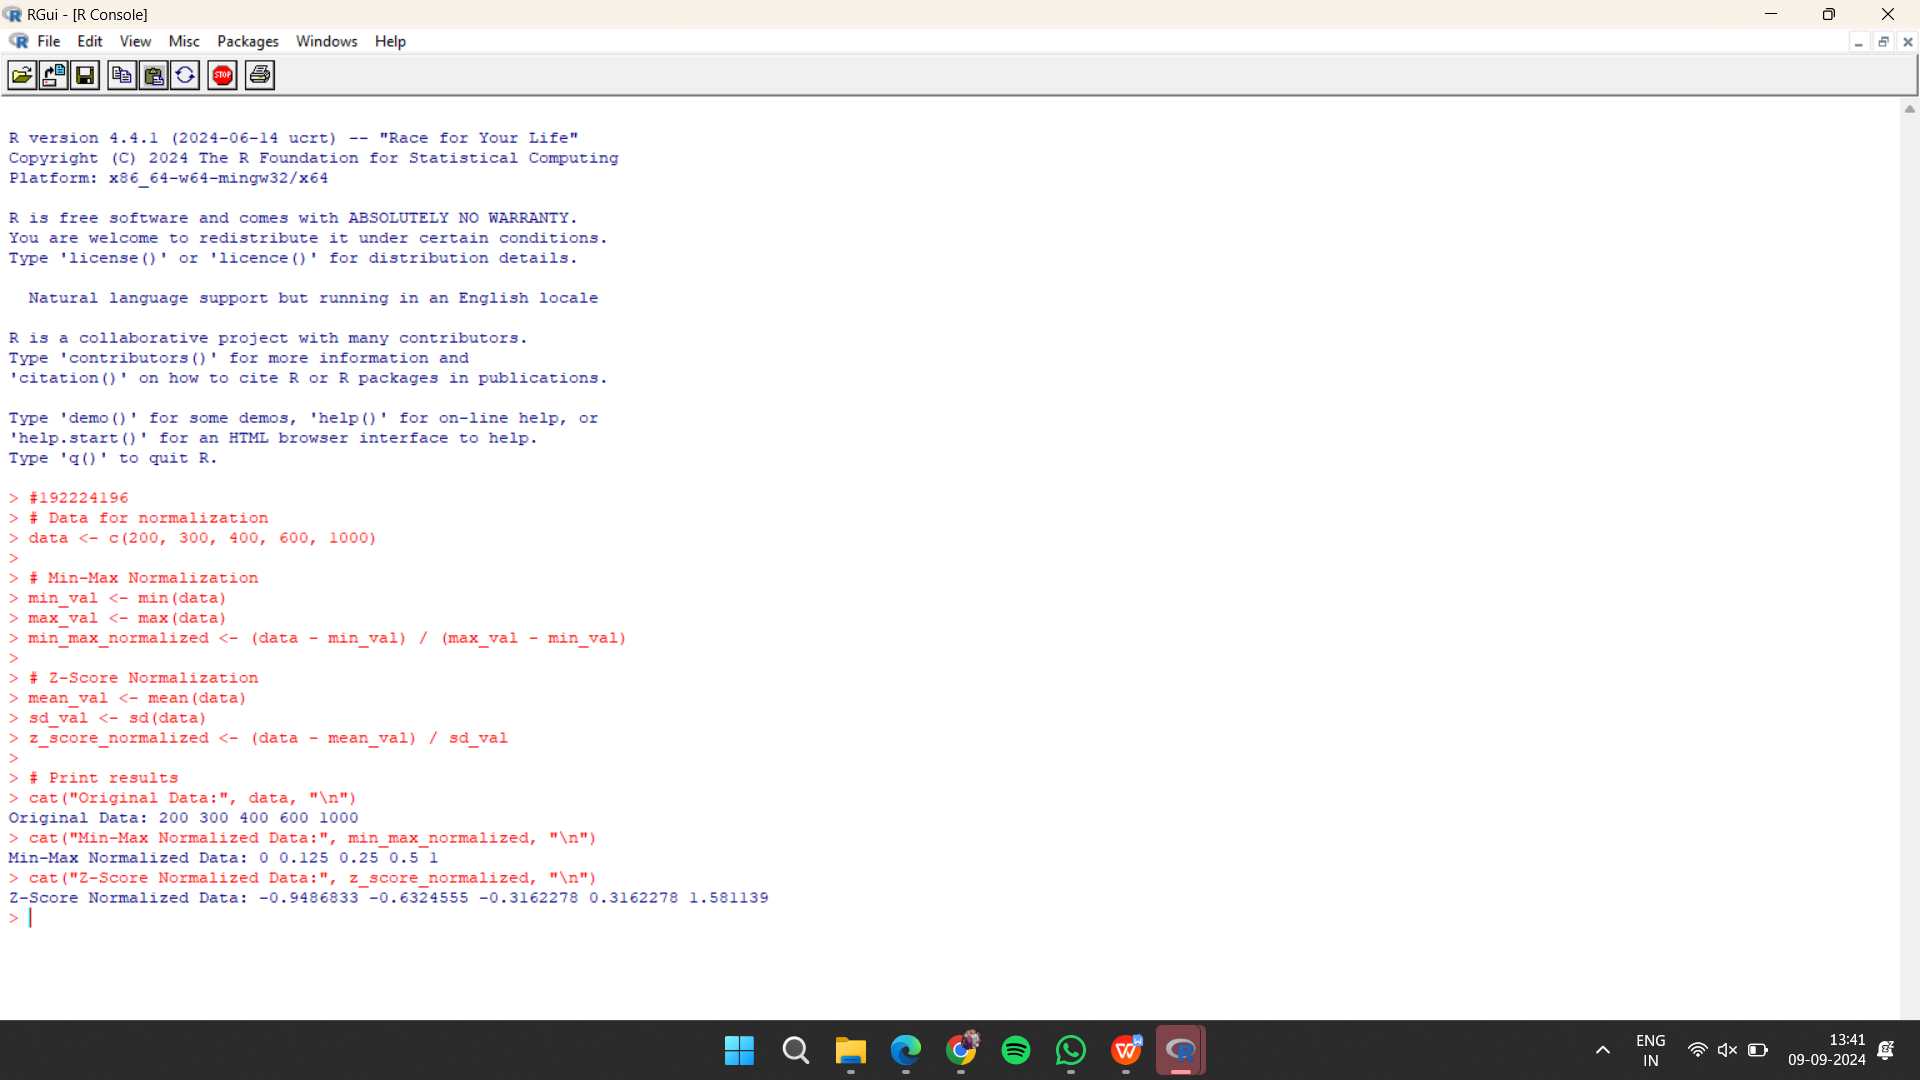 RGui - [R Console]
File Edit View Misc Packages Windows Help
STOP
R version 4.4.1 (2024-06-14 ucrt) -- "Race for Your Life"
Copyright (C) 2024 The R Foundation for Statistical Computing
Platform: x86_64-w64-mingw32/x64
R is free software and comes with ABSOLUTELY NO WARRANTY.
You are welcome to redistribute it under certain conditions.
Type 'license()' or 'licence()' for distribution details.
Natural language support but running in an English locale
R is a collaborative project with many contributors.
Type 'contributors()' for more information and
'citation()' on how to cite R or R packages in publications.
Type 'demo()' for some demos, 'help()' for on-line help, or
'help.start()' for an HTML browser interface to help.
Type 'q()' to quit R.
> #192224196
> # Data for normalization
> data <- c(200, 300, 400, 600, 1000)
>
> # Min-Max Normalization
> min_val <- min(data)
> max_val <- max(data)
> min_max_normalized <- (data - min_val) / (max_val - min_val)
>
> # Z-Score Normalization
> mean_val <- mean(data)
> sd_val <- sd(data)
> z_score_normalized <- (data - mean_val) / sd_val
>
> # Print results
> cat("Original Data:", data, "\n")
Original Data: 200 300 400 600 1000
> cat("Min-Max Normalized Data:", min_max_normalized, "\n")
Min-Max Normalized Data: 0 0.125 0.25 0.5 1
> cat("Z-Score Normalized Data:", z_score_normalized, "\n")
Z-Score Normalized Data: -0.9486833 -0.6324555 -0.3162278 0.3162278 1.581139
>
ENG
IN
13:41
09-09-2024